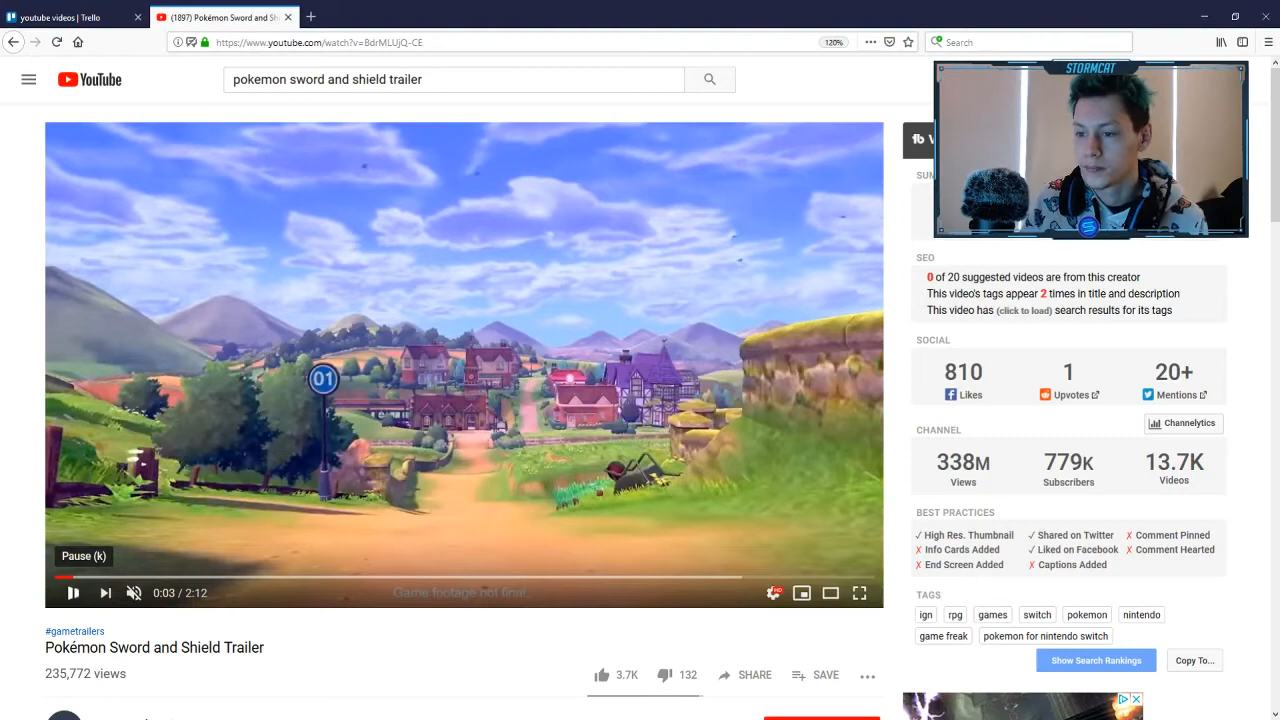 youtube videos | Trello
(1897) Pokémon Sword and Sh
https://www.youtube.com/watch?v=BdrMLUjQ-CE
120%
Search
YouTube
pokemon sword and shield trailer
STORMCAT
01
Pause (k)
0:03 / 2:12
HD
Game footage not final.
#gametrailers
Pokémon Sword and Shield Trailer
235,772 views
3.7K
132
SHARE
SAVE
tb
SEO
0 of 20 suggested videos are from this creator
This video's tags appear 2 times in title and description
This video has (click to load) search results for its tags
SOCIAL
810
1
20+
Likes
Upvotes
Mentions
CHANNEL
Channelytics
338M
779K
13.7K
Views
Subscribers
Videos
BEST PRACTICES
✓ High Res. Thumbnail ✓ Shared on Twitter ✗ Comment Pinned
✗ Info Cards Added ✓ Liked on Facebook ✗ Comment Hearted
✗ End Screen Added ✗ Captions Added
TAGS
ign rpg games switch pokemon nintendo
game freak pokemon for nintendo switch
Show Search Rankings
Copy To...